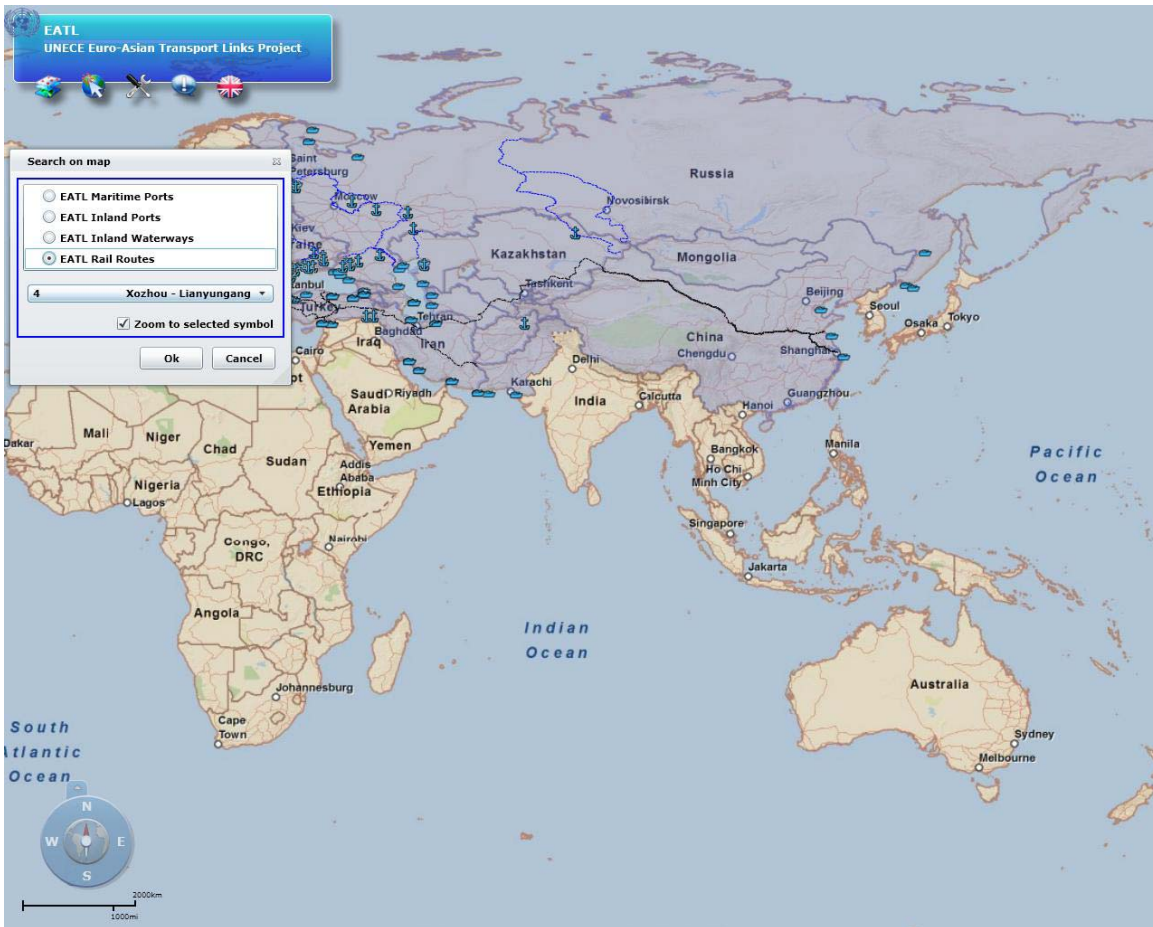 EATL
UNECE Euro-Asian Transport Links Project
Search on map
EATL Maritime Ports
EATL Inland Ports
EATL Inland Waterways
EATL Rail Routes
4 Xozhou - Lianyungang
Zoom to selected symbol
Ok Cancel
Saint
Petersburg
Moscow
Novosibirsk
Russia
Kiev
Kazakhstan
Mongolia
Tashkent
Beijing
Turkey
Tehran
Seoul
Osaka
Tokyo
Baghdad
Iraq
Iran
China
Chengdu
Shanghai
Cairo
Delhi
Karachi
Saudi
Arabia
Riyadh
India
Calcutta
Guangzhou
Hanoi
Dakar
Mali
Niger
Chad
Sudan
Yemen
Bangkok
Manila
Pacific
Ocean
Addis
Ababa
Ethiopia
Ho Chi
Minh City
Nigeria
Lagos
Singapore
Congo,
DRC
Nairobi
Jakarta
Angola
Indian
Ocean
Johannesburg
Australia
Cape
Town
Sydney
Melbourne
South
Atlantic
Ocean
N
W E
S
2000km
1000mi